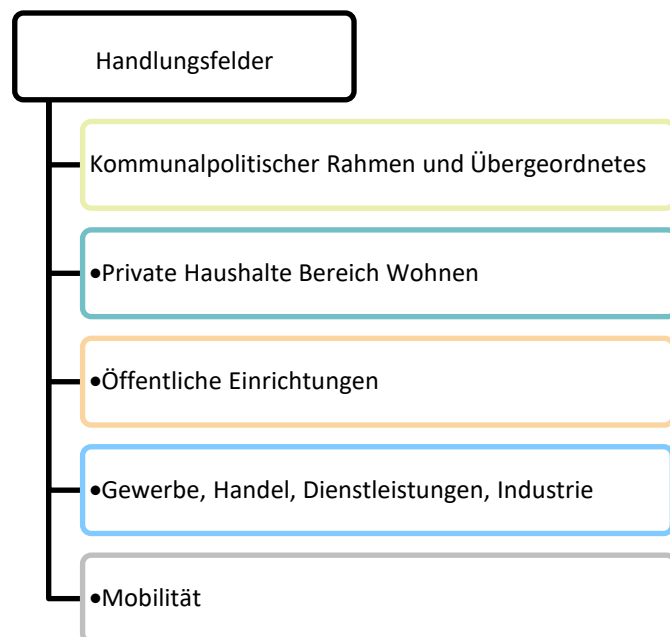 Handlungsfelder
Kommunalpolitischer Rahmen und Übergeordnetes
•Private Haushalte Bereich Wohnen
•Öffentliche Einrichtungen
•Gewerbe, Handel, Dienstleistungen, Industrie
•Mobilität